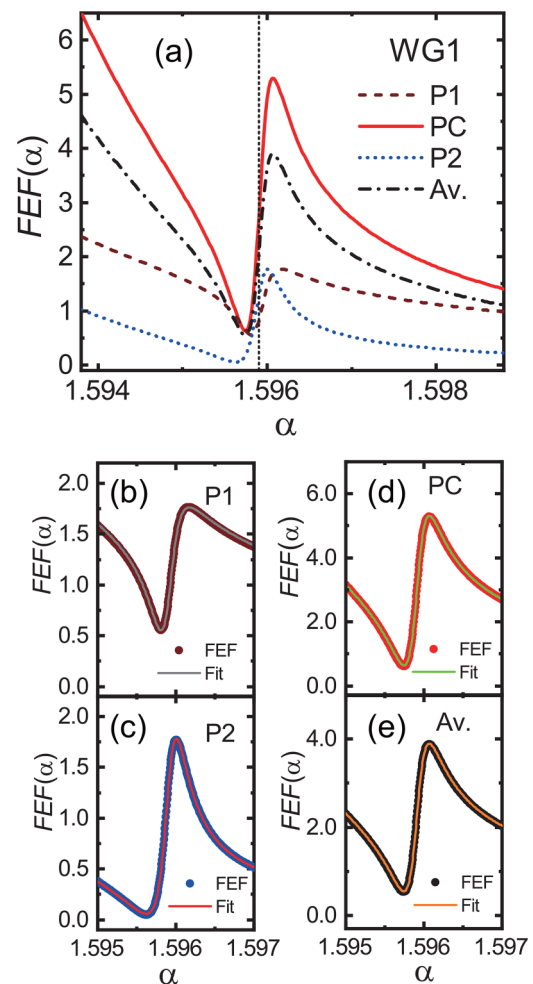 (a) WG1
FEF(α)
6
5
4
3
2
1
0
P1
PC
P2
Av.
1.594 1.596 1.598
α
(b) P1
FEF(α)
2.0
1.5
1.0
0.5
0.0
FEF
Fit
(d) PC
FEF(α)
6.0
4.0
2.0
0.0
FEF
Fit
(c) P2
FEF(α)
2.0
1.5
1.0
0.5
0.0
FEF
Fit
1.595 1.596 1.597
α
(e) Av.
FEF(α)
4.0
2.0
0.0
FEF
Fit
1.595 1.596 1.597
α